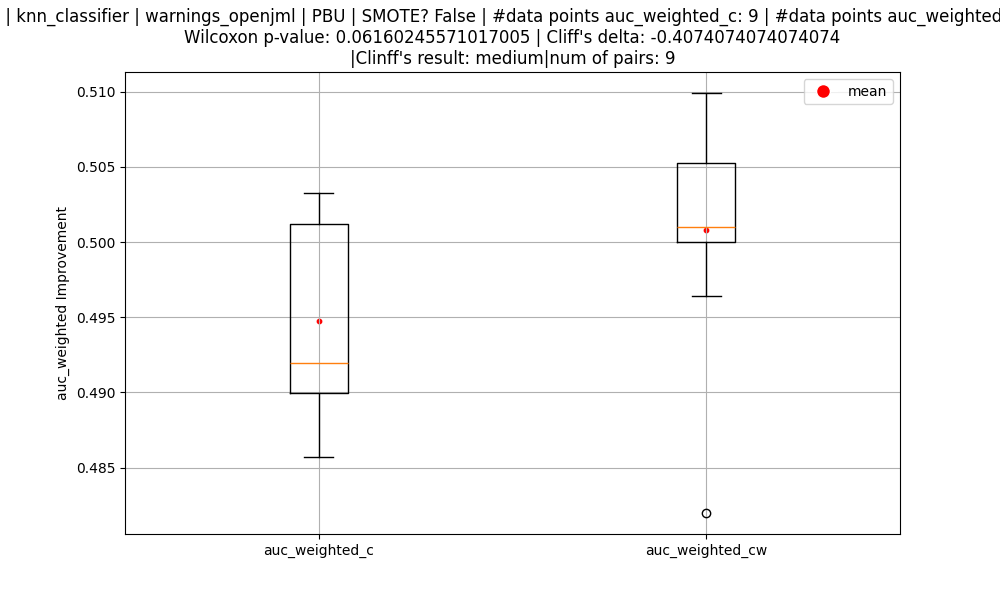 | knn_classifier | warnings_openjml | PBU | SMOTE? False | #data points auc_weighted_c: 9 | #data points auc_weighted
Wilcoxon p-value: 0.06160245571017005 | Cliff's delta: -0.4074074074074074
|Clinff's result: medium|num of pairs: 9
mean
0.510
0.505
0.500
0.495
0.490
0.485
auc_weighted Improvement
auc_weighted_c
auc_weighted_cw